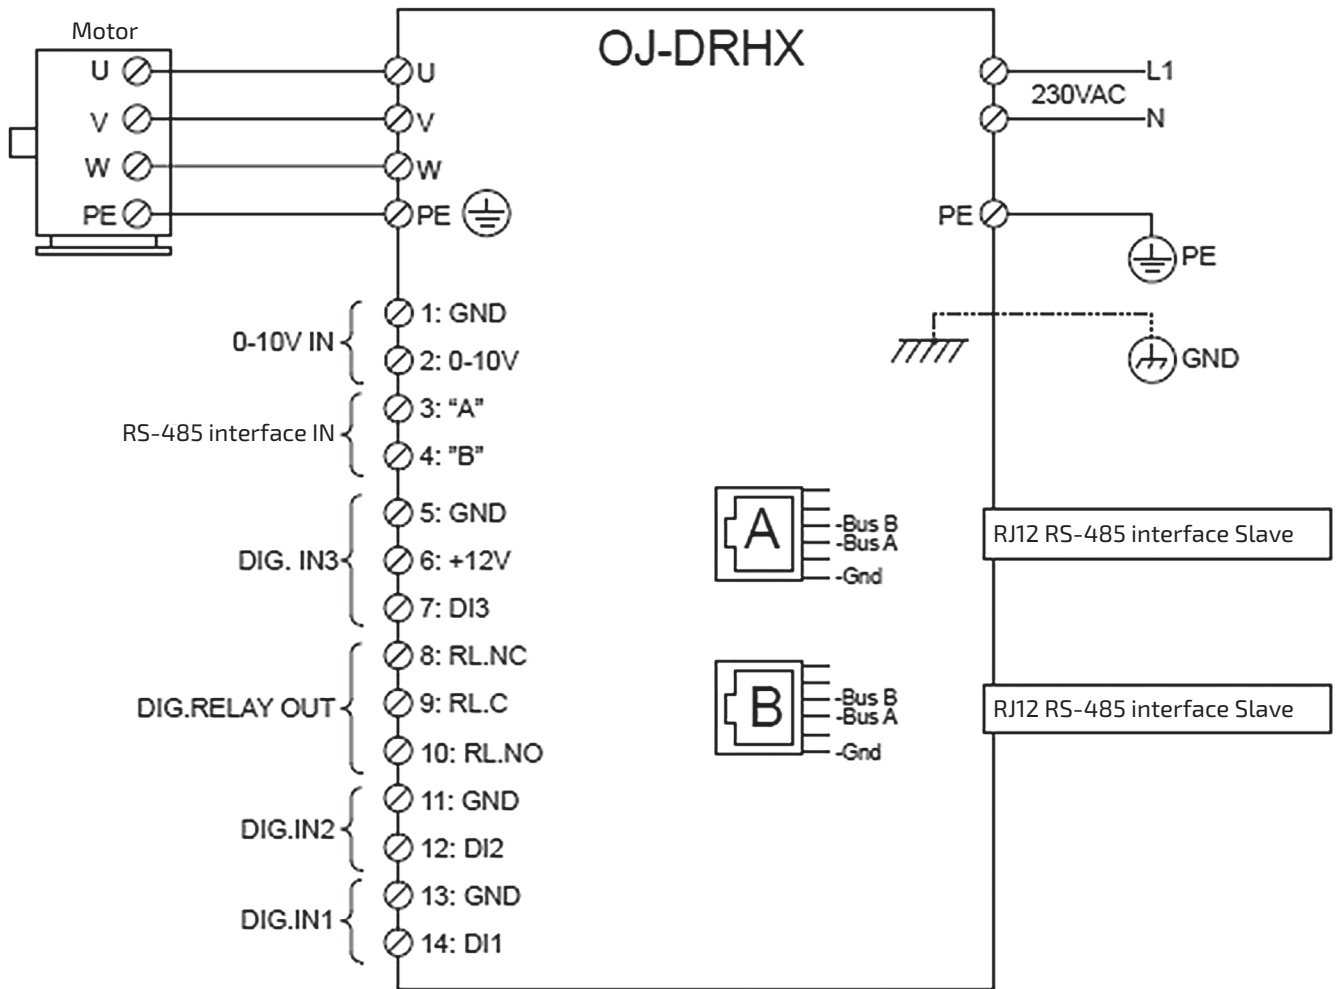 Motor
OJ-DRHX
U
U
L1
230VAC
V
V
N
W
W
PE
PE
PE
PE
1: GND
0-10V IN
2: 0-10V
GND
3: “A”
RS-485 interface IN
4: ”B”
5: GND
DIG. IN3
6: +12V
7: DI3
A
-Bus B
-Bus A
-Gnd
RJ12 RS-485 interface Slave
8: RL.NC
DIG.RELAY OUT
9: RL.C
10: RL.NO
B
-Bus B
-Bus A
-Gnd
RJ12 RS-485 interface Slave
11: GND
DIG.IN2
12: DI2
13: GND
DIG.IN1
14: DI1